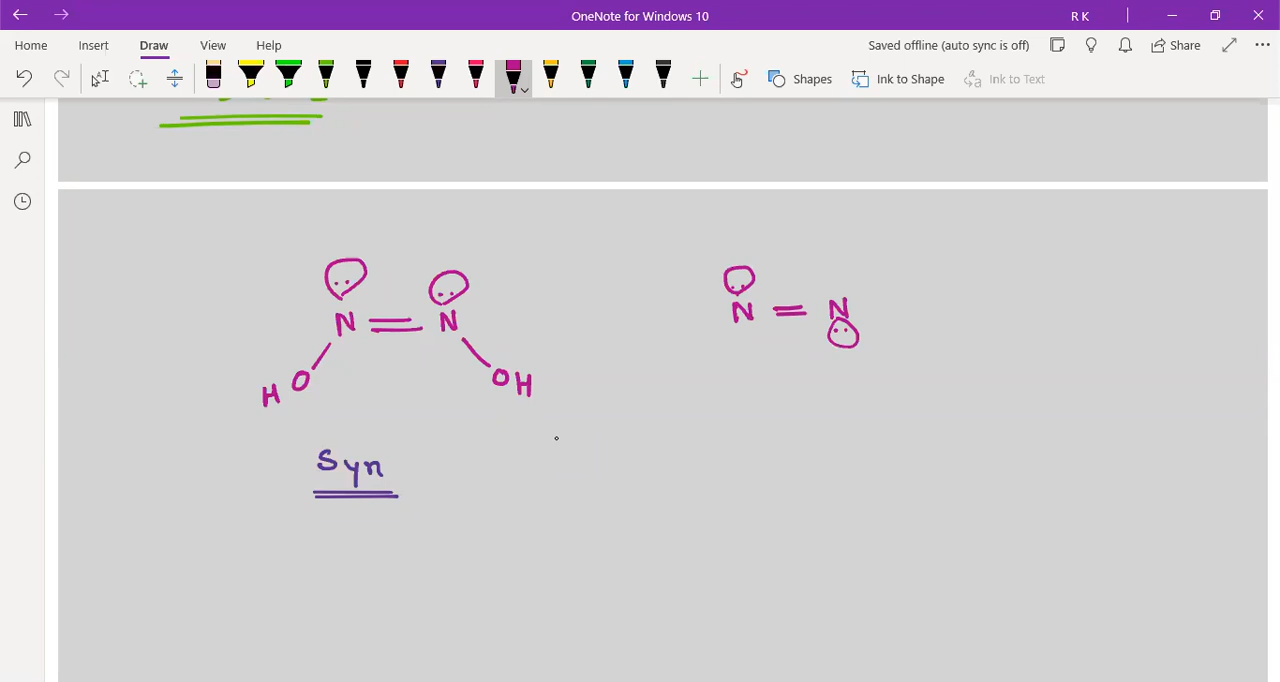 OneNote for Windows 10
R K
Home Insert Draw View Help
Saved offline (auto sync is off)
Share
Shapes
Ink to Shape
Ink to Text
N = N
H O
OH
N = N
Syn